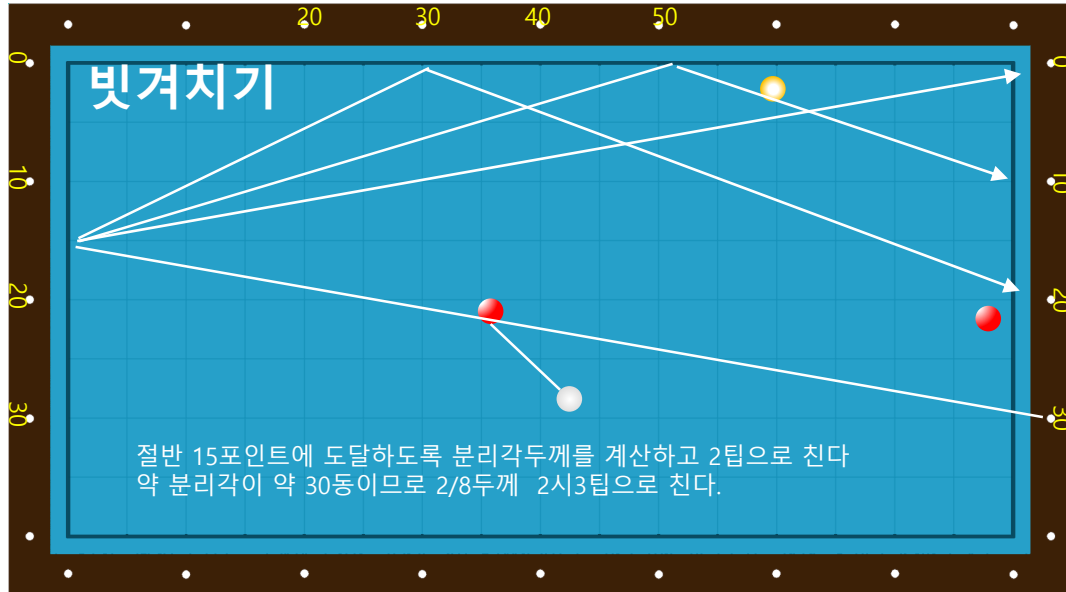 20 30 40 50
0 0
빗겨치기
10 10
20 20
30 30
절반 15포인트에 도달하도록 분리각두께를 계산하고 2팁으로 친다
약 분리각이 약 30동이므로 2/8두께 2시3팁으로 친다.